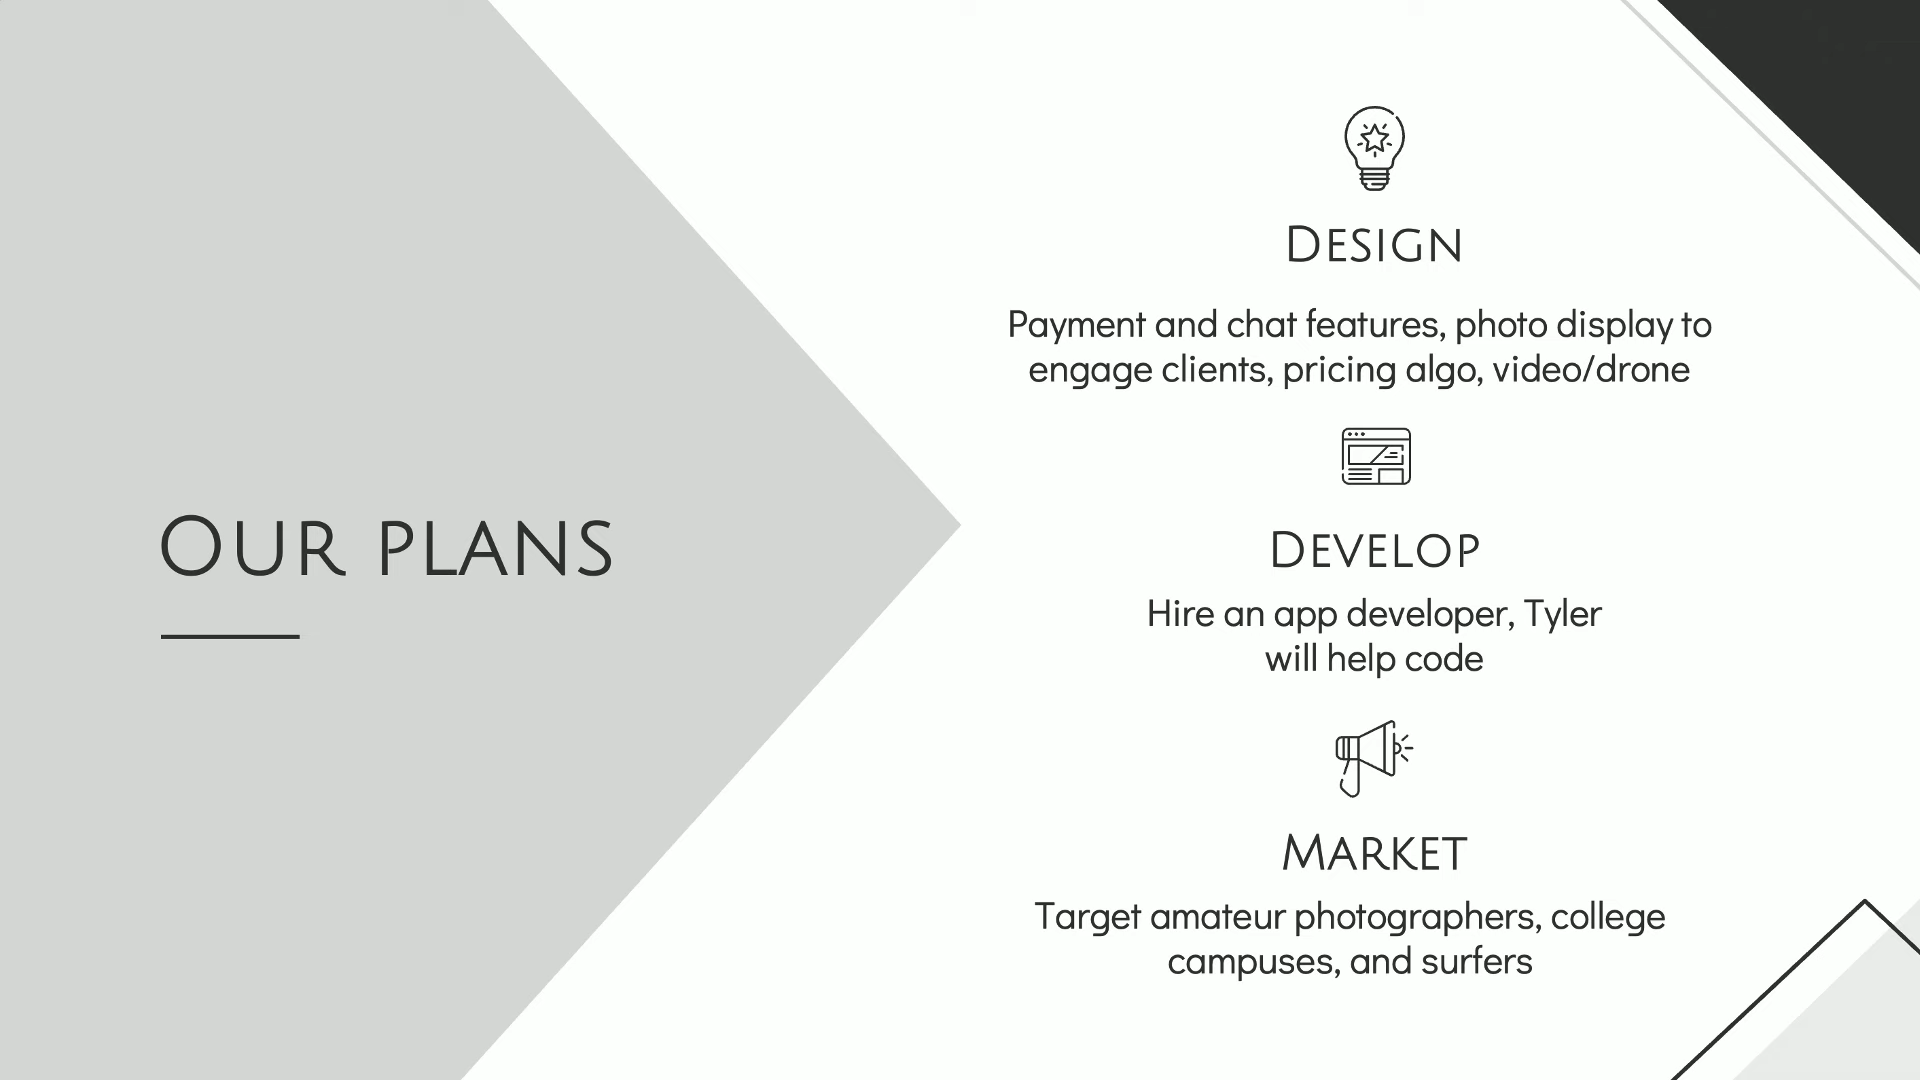 Our plans
Design
Payment and chat features, photo display to
engage clients, pricing algo, video/drone
Develop
Hire an app developer, Tyler
will help code
Market
Target amateur photographers, college
campuses, and surfers